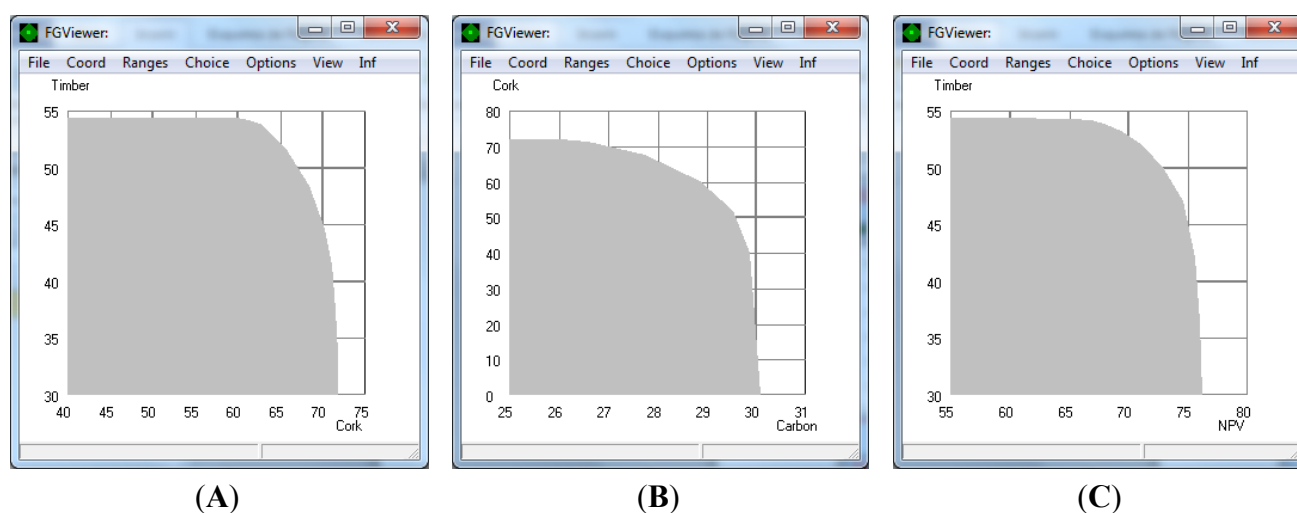 FGViewer:
File Coord Ranges Choice Options View Inf
Timber
55
50
45
40
35
30
40 45 50 55 60 65 70 75
Cork
(A)
FGViewer:
File Coord Ranges Choice Options View Inf
Cork
80
70
60
50
40
30
20
10
0
25 26 27 28 29 30 31
Carbon
(B)
FGViewer:
File Coord Ranges Choice Options View Inf
Timber
55
50
45
40
35
30
55 60 65 70 75 80
NPV
(C)